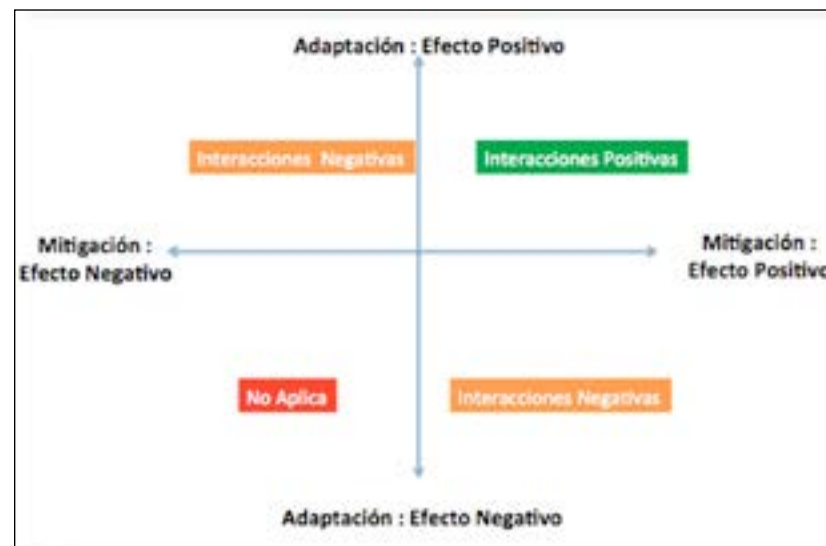 Adaptación : Efecto Positivo
Interacciones Negativas
Interacciones Positivas
Mitigación :
Efecto Negativo
Mitigación :
Efecto Positivo
No Aplica
Interacciones Negativas
Adaptación : Efecto Negativo